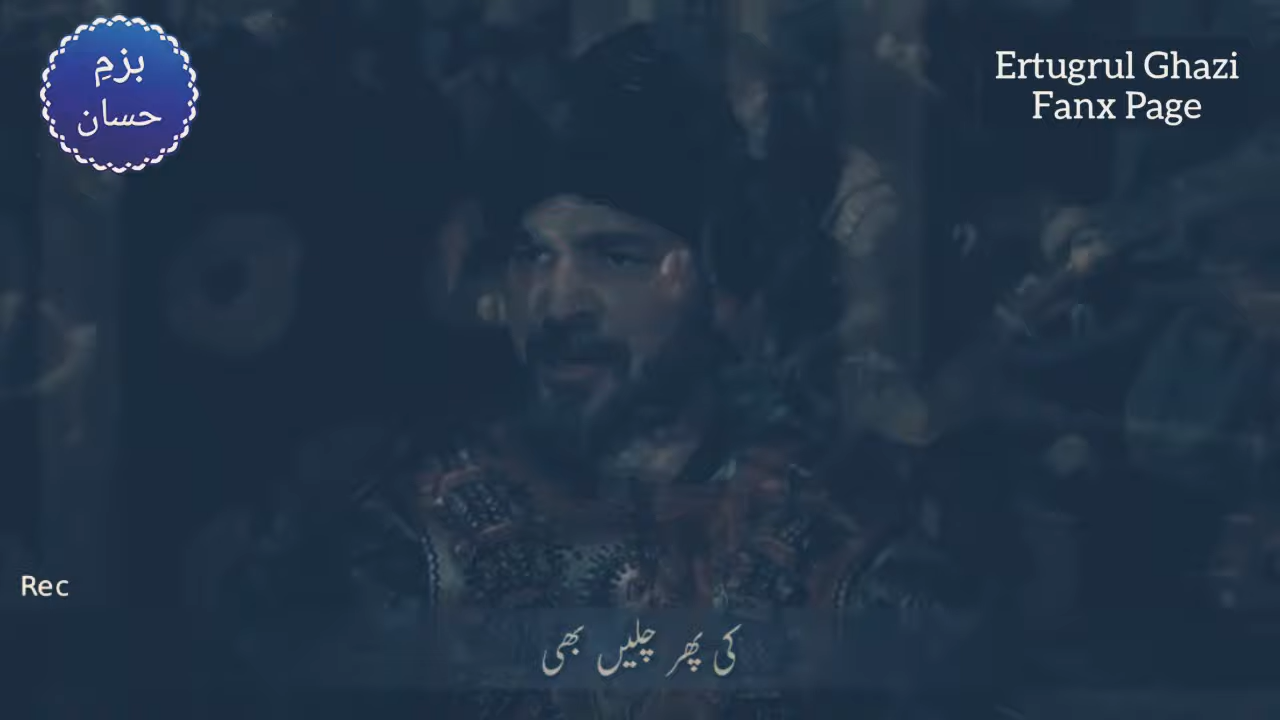 بزمِ
حسان
Ertugrul Ghazi
Fanx Page
Rec
کی پھر چلیں بھی